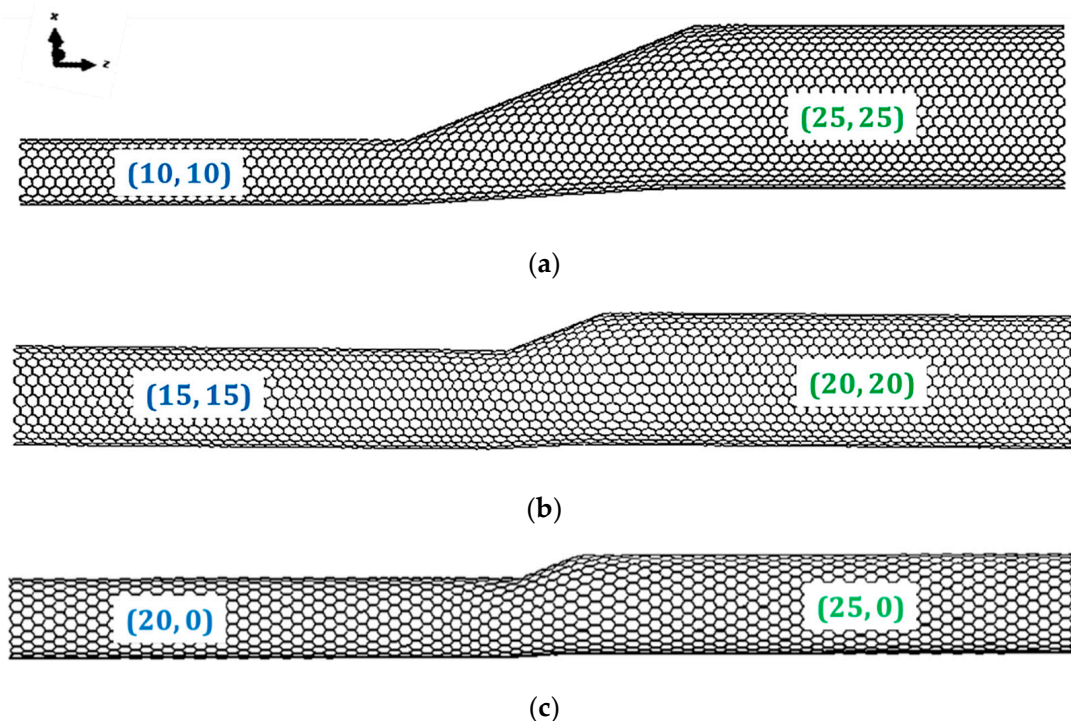 x
z
(10, 10)
(25, 25)
(a)
(15, 15)
(20, 20)
(b)
(20, 0)
(25, 0)
(c)